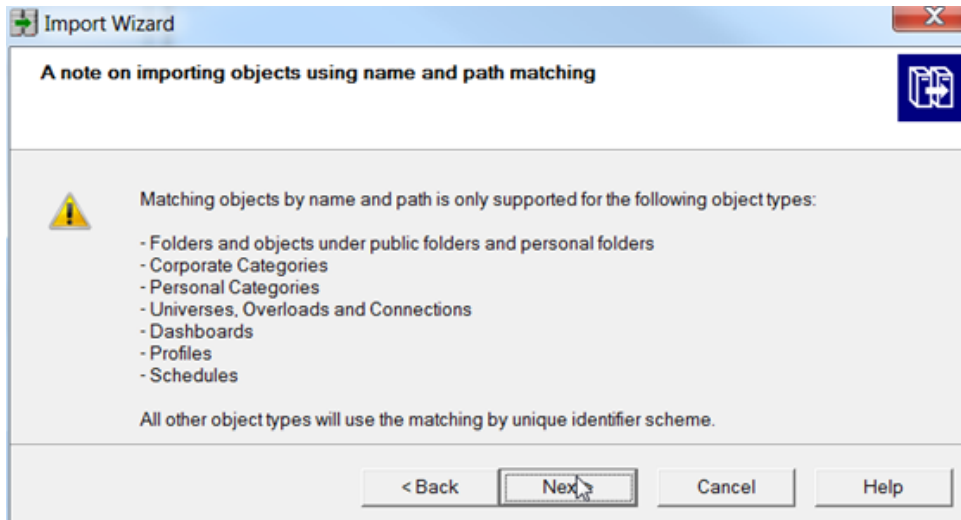 Import Wizard
A note on importing objects using name and path matching
Matching objects by name and path is only supported for the following object types:
- Folders and objects under public folders and personal folders
- Corporate Categories
- Personal Categories
- Universes, Overloads and Connections
- Dashboards
- Profiles
- Schedules
All other object types will use the matching by unique identifier scheme.
< Back Next > Cancel Help